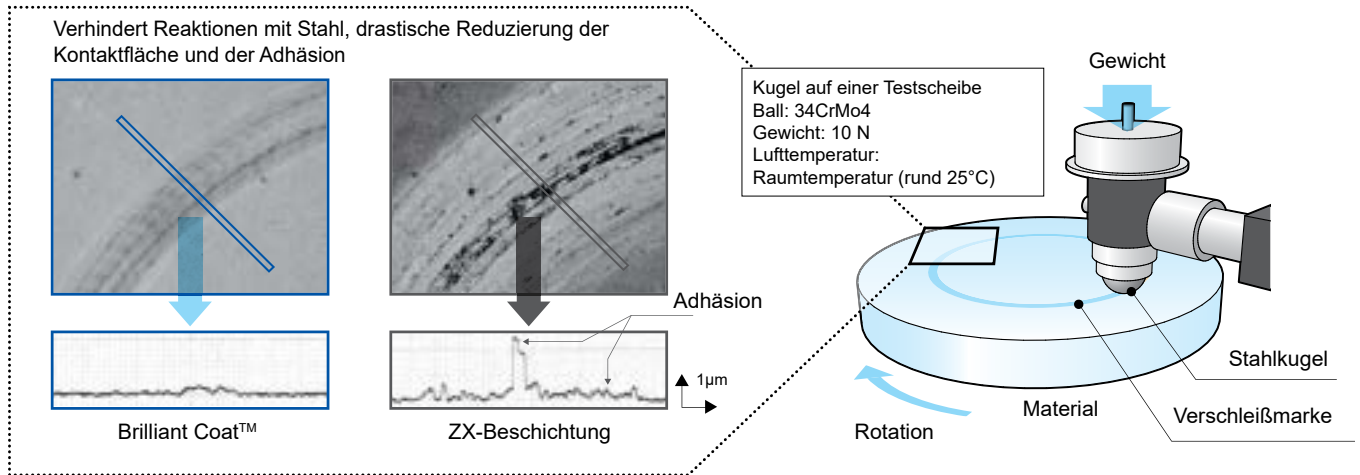 Verhindert Reaktionen mit Stahl, drastische Reduzierung der
Kontaktfläche und der Adhäsion
Adhäsion
1µm
Brilliant Coat™
ZX-Beschichtung
Kugel auf einer Testscheibe
Ball: 34CrMo4
Gewicht: 10 N
Lufttemperatur:
Raumtemperatur (rund 25°C)
Gewicht
Stahlkugel
Verschleißmarke
Material
Rotation